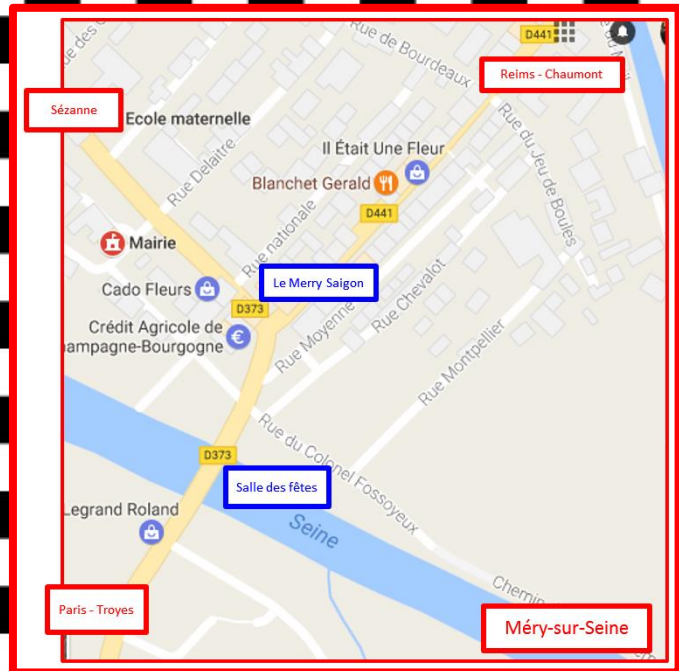 D441
Rue de Bourdeaux
Reims - Chaumont
Sézanne
Ecole maternelle
Rue Delaitre
Il Était Une Fleur
Blanchet Gerald
D441
Rue du Jeu de Boules
Mairie
Rue nationale
Le Merry Saigon
Cado Fleurs
D373
Crédit Agricole de
ampagne-Bourgogne
€
Rue Moyenne
Rue Chevalot
Rue Montpellier
Rue du Colonel Fossoyeux
D373
Salle des fêtes
Legrand Roland
Seine
Chemin
Paris - Troyes
Méry-sur-Seine